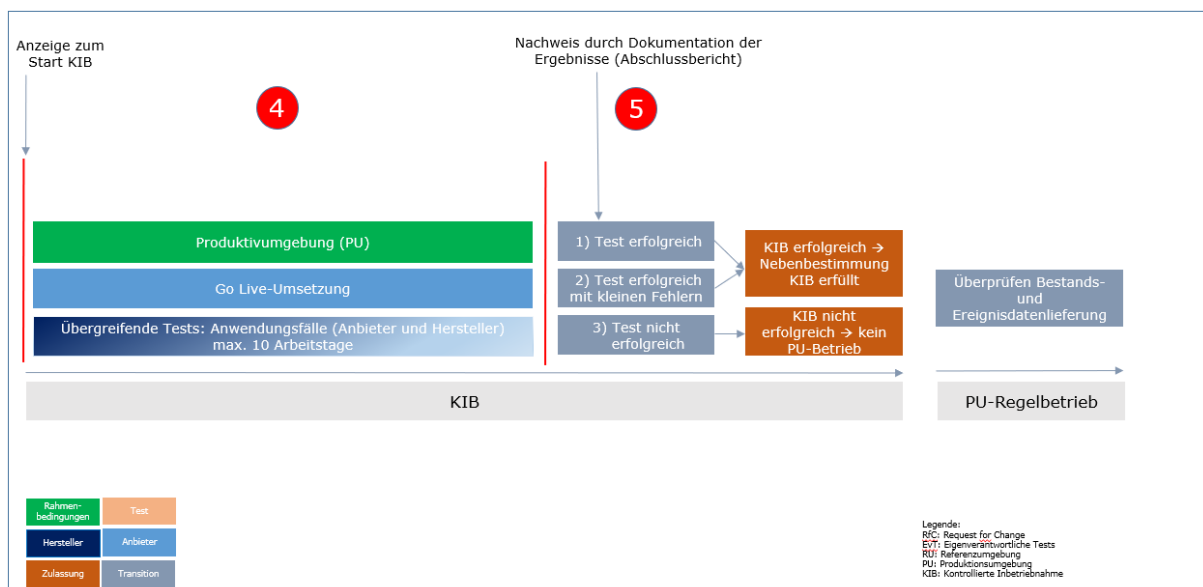 Anzeige zum
Start KIB
Nachweis durch Dokumentation der
Ergebnisse (Abschlussbericht)
4
5
Produktivumgebung (PU)
Go Live-Umsetzung
Übergreifende Tests: Anwendungsfälle (Anbieter und Hersteller)
max. 10 Arbeitstage
1) Test erfolgreich
2) Test erfolgreich
mit kleinen Fehlern
3) Test nicht
erfolgreich
KIB erfolgreich →
Nebenbestimmung
KIB erfüllt
KIB nicht
erfolgreich → kein
PU-Betrieb
Überprüfen Bestands-
und
Ereignisdatenlieferung
KIB
PU-Regelbetrieb
Rahmen-
bedingungen
Test
Hersteller
Anbieter
Zulassung
Transition
Legende:
RfC: Request for Change
EVT: Eigenverantwortliche Tests
RU: Referenzumgebung
PU: Produktionsumgebung
KIB: Kontrollierte Inbetriebnahme